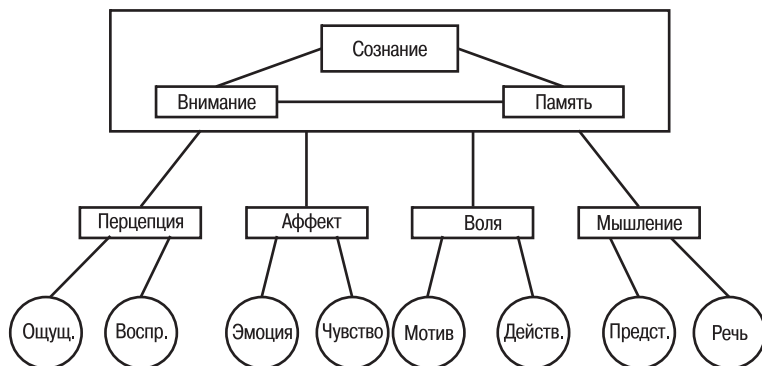 Сознание
Внимание
Память
Перцепция
Аффект
Воля
Мышление
Ощущ.
Воспр.
Эмоция
Чувство
Мотив
Действ.
Предст.
Речь